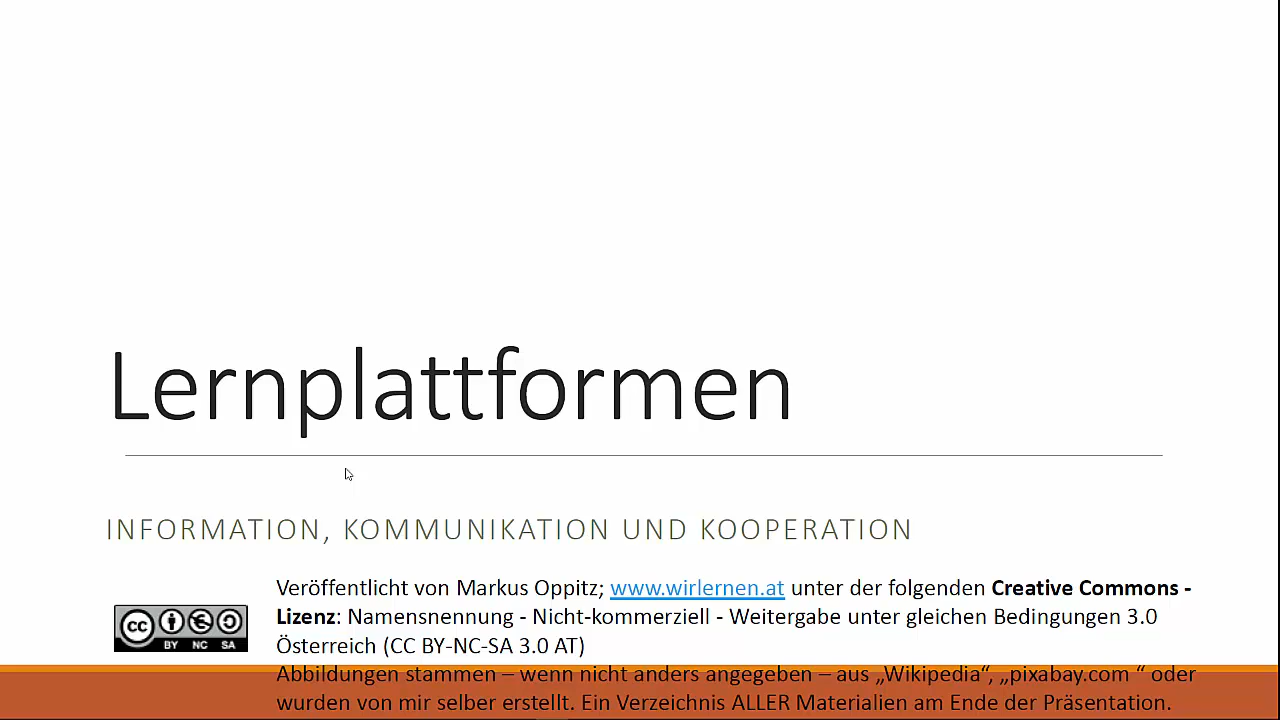 Lernplattformen
INFORMATION, KOMMUNIKATION UND KOOPERATION
Veröffentlicht von Markus Oppitz; www.wirlernen.at unter der folgenden Creative Commons -
Lizenz: Namensnennung - Nicht-kommerziell - Weitergabe unter gleichen Bedingungen 3.0
Österreich (CC BY-NC-SA 3.0 AT)
Abbildungen stammen – wenn nicht anders angegeben – aus „Wikipedia“, „pixabay.com “ oder
wurden von mir selber erstellt. Ein Verzeichnis ALLER Materialien am Ende der Präsentation.
cc BY NC SA